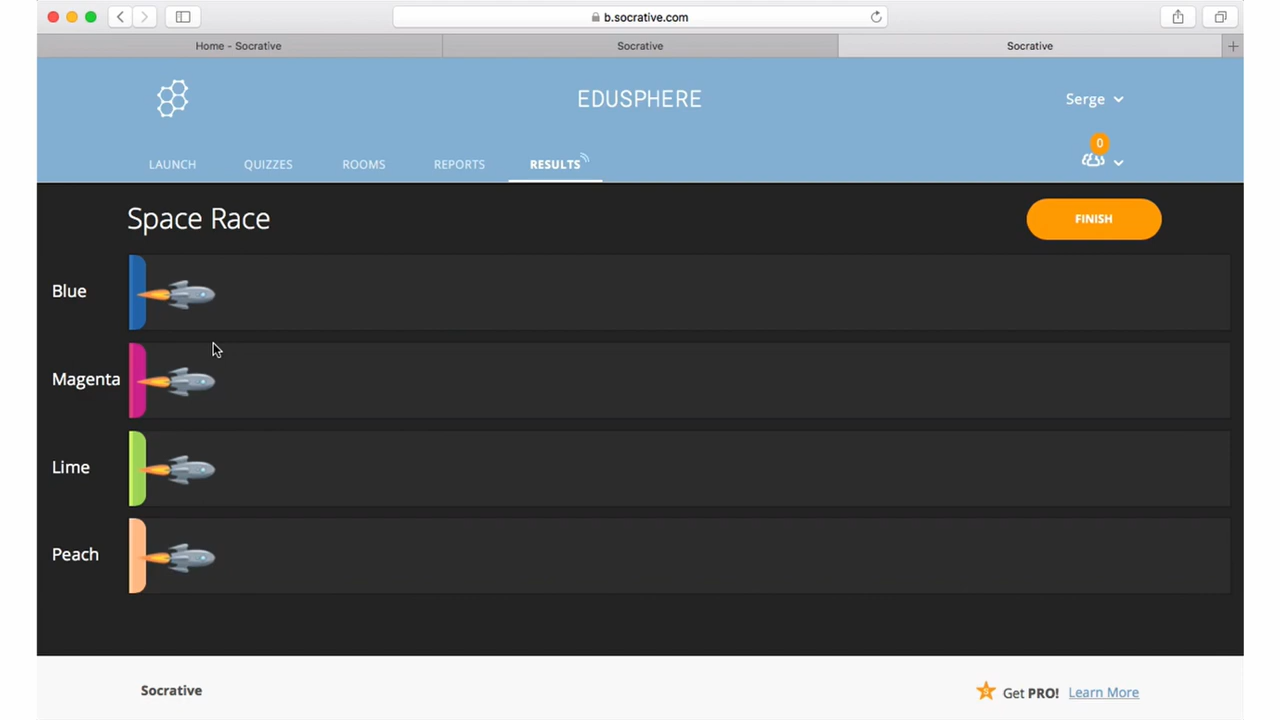 b.socrative.com
Home - Socrative
Socrative
Socrative
EDUSPHERE
Serge
0
LAUNCH
QUIZZES
ROOMS
REPORTS
RESULTS
Space Race
FINISH
Blue
Magenta
Lime
Peach
Socrative
Get PRO! Learn More